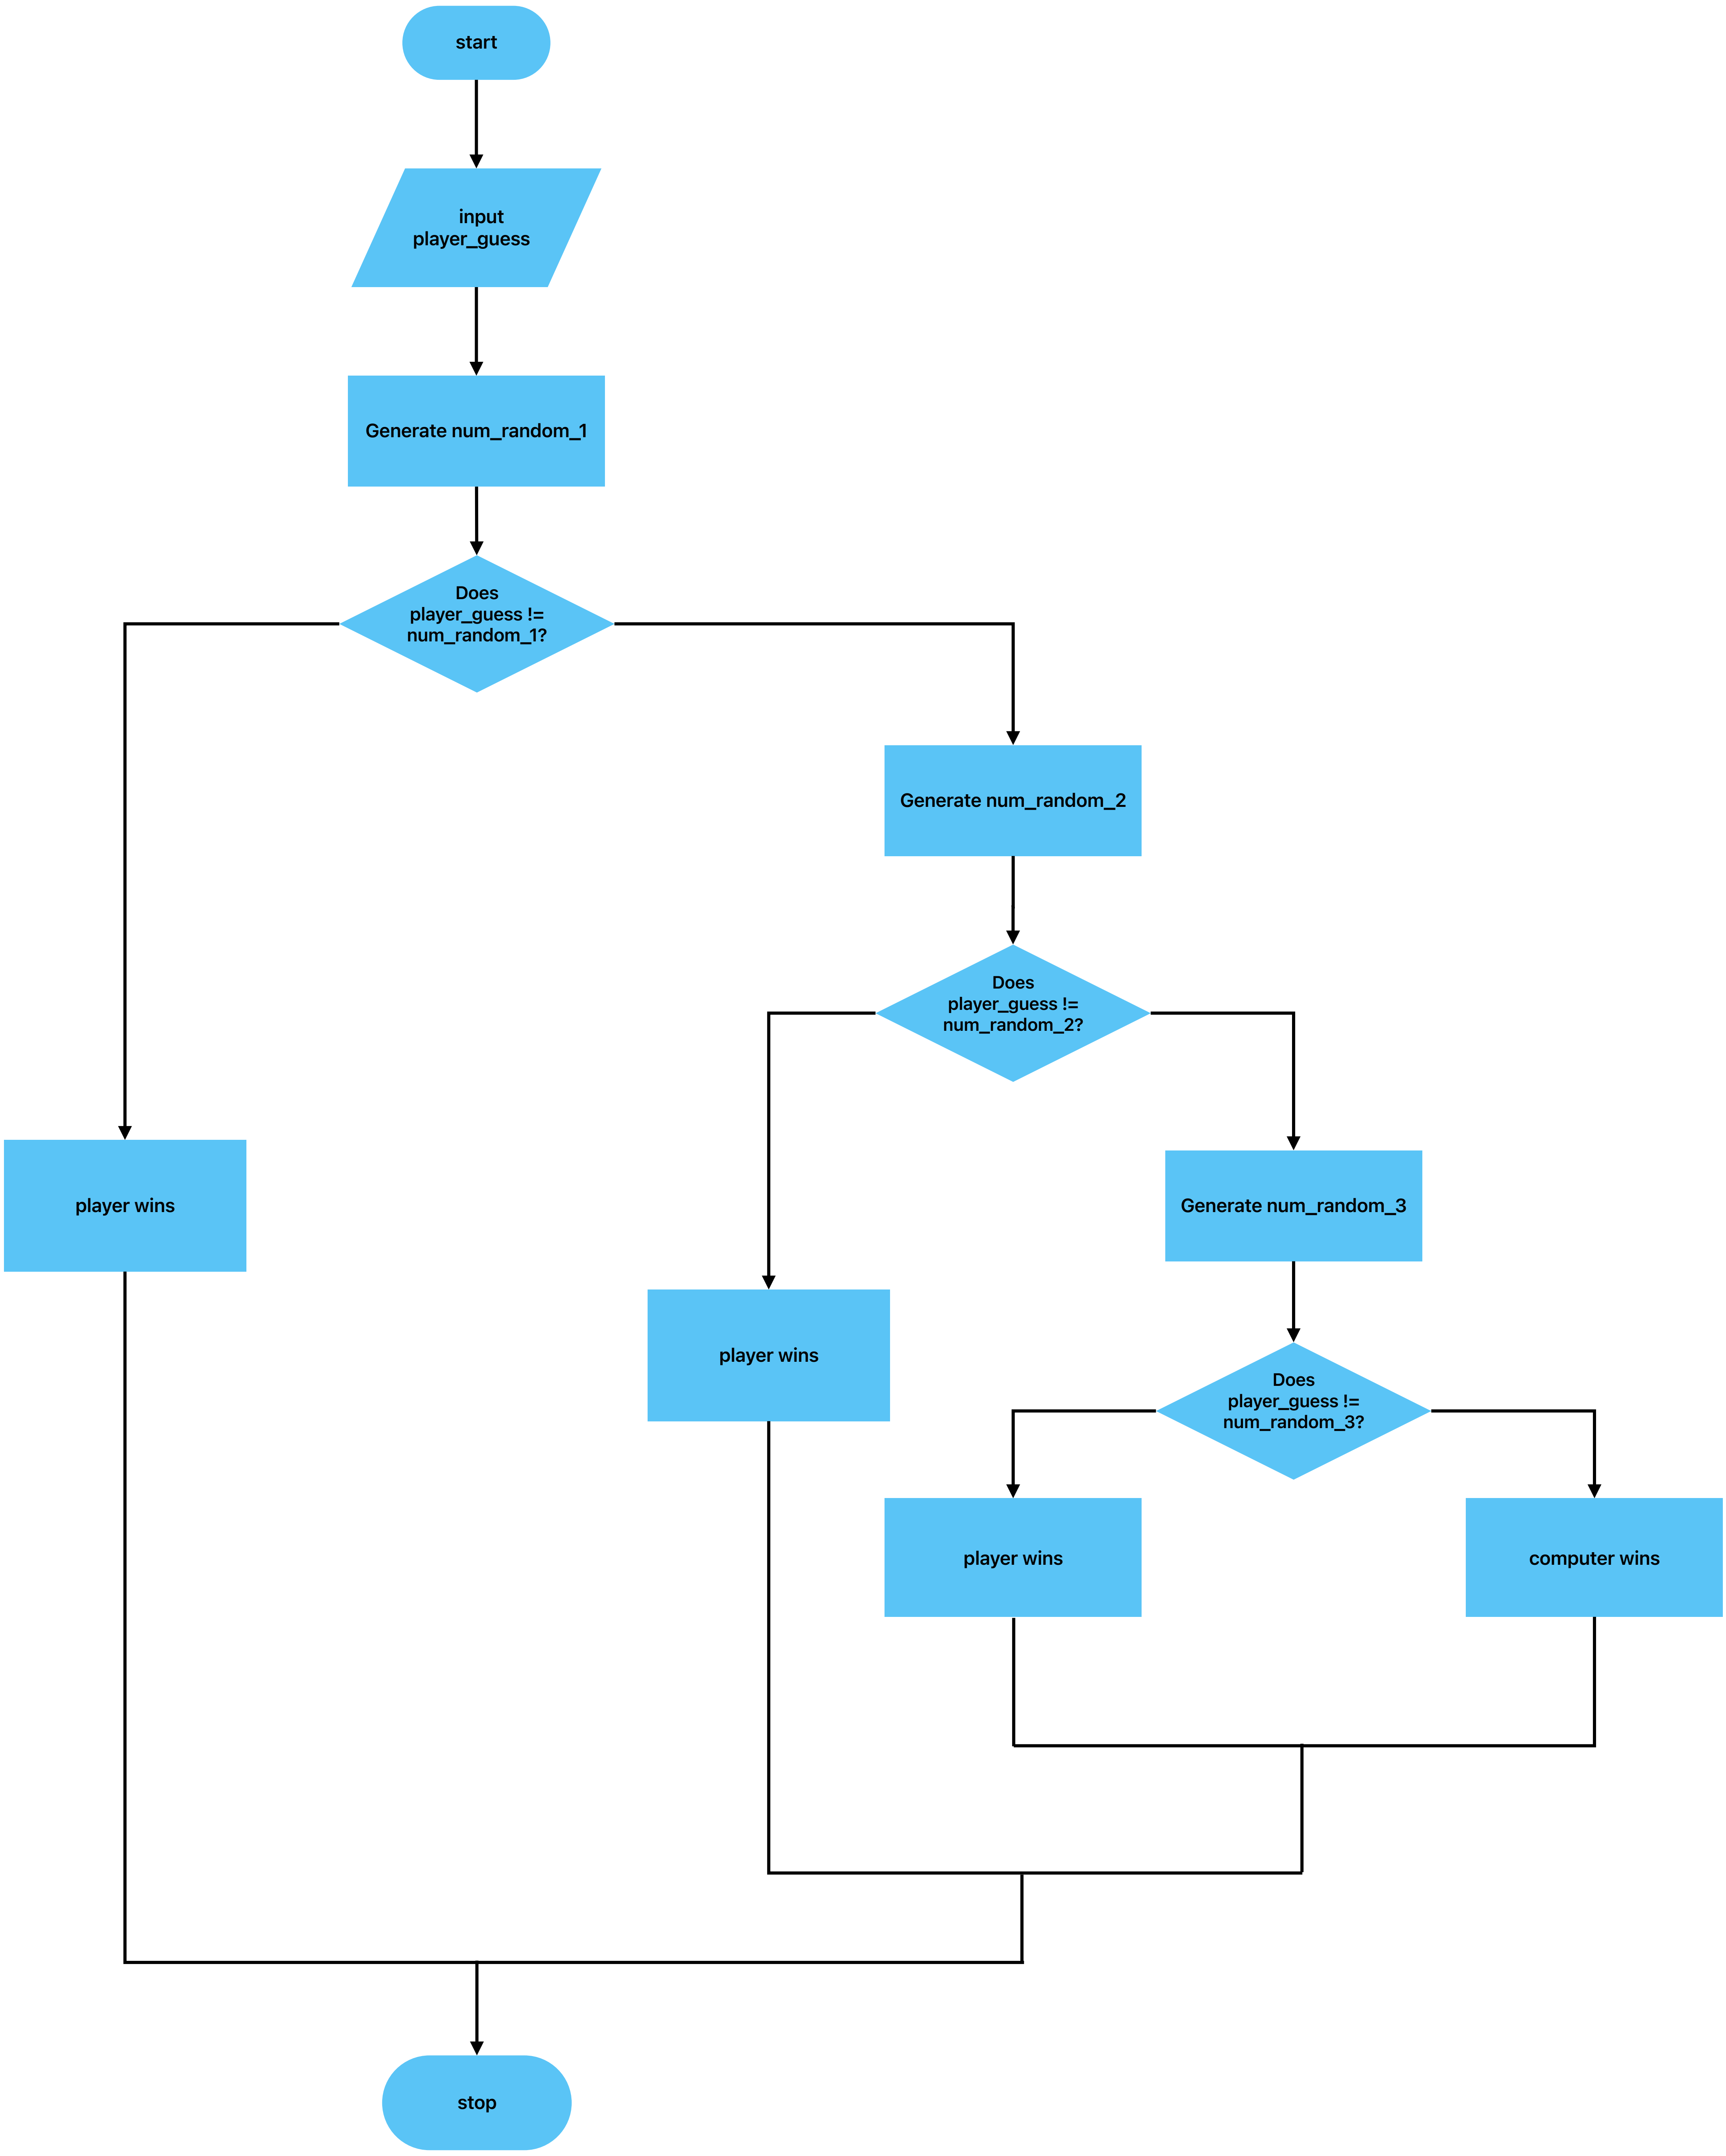 start
input
player_guess
Generate num_random_1
Does
player_guess !=
num_random_1?
Generate num_random_2
Does
player_guess !=
num_random_2?
player wins
Generate num_random_3
player wins
Does
player_guess !=
num_random_3?
player wins
computer wins
stop